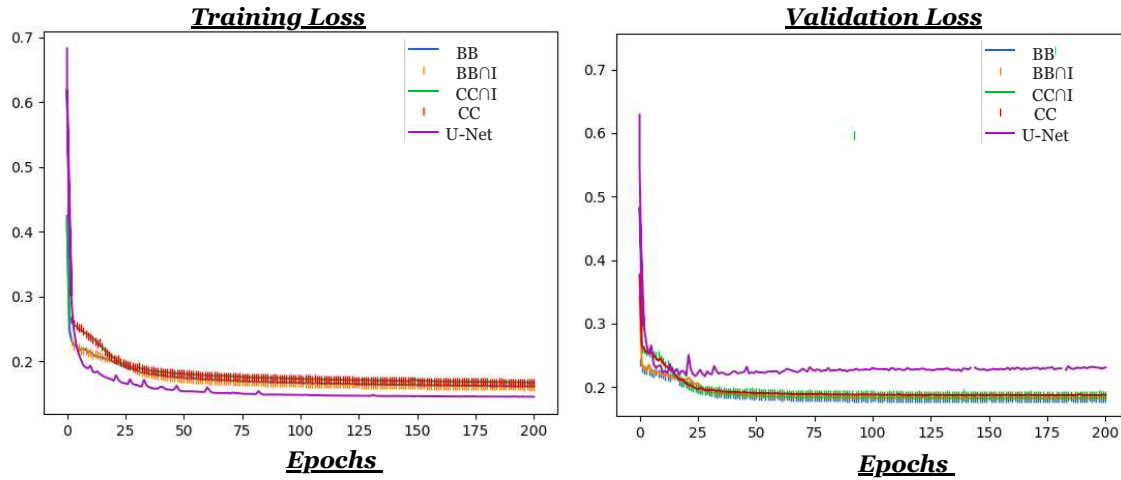 Training Loss
0.7
0.6
0.5
0.4
0.3
0.2
BB
BB∩I
CC∩I
CC
U-Net
0 25 50 75 100 125 150 175 200
Epochs
Validation Loss
0.7
0.6
0.5
0.4
0.3
0.2
BB
BB∩I
CC∩I
CC
U-Net
0 25 50 75 100 125 150 175 200
Epochs